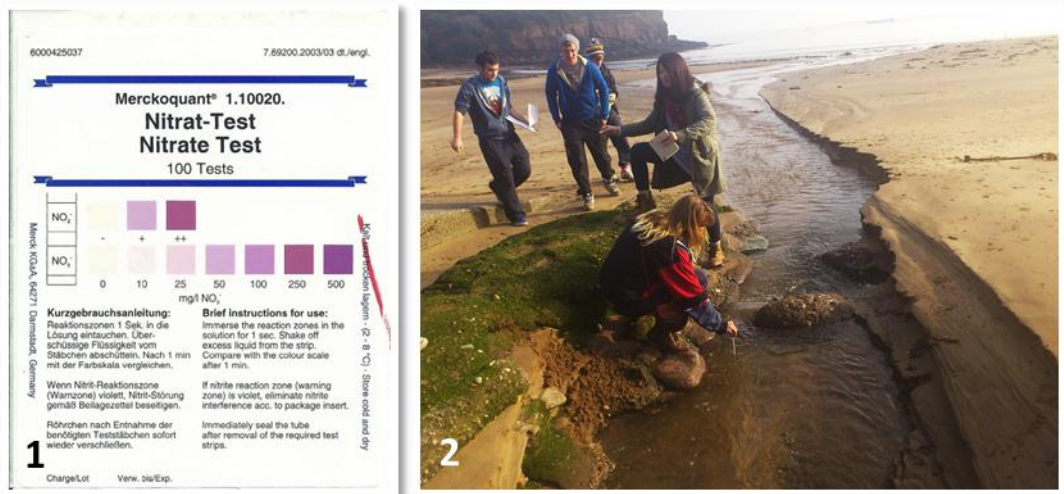 6000425037 7.69200.2003/03 dt./engl.
Merckoquant® 1.10020.
Nitrat-Test
Nitrate Test
100 Tests
NO₂⁻
- + ++
NO₃⁻
0 10 25 50 100 250 500
mg/l NO₃⁻
Kurzgebrauchsanleitung:
Reaktionszonen 1 Sek. in die
Lösung eintauchen. Über-
schüssige Flüssigkeit vom
Stäbchen abschütteln. Nach 1 min
mit der Farbskala vergleichen.
Wenn Nitrit-Reaktionszone
(Warnzone) violett, Nitrit-Störung
gemäß Beilagezettel beseitigen.
Röhrchen nach Entnahme der
benötigten Teststäbchen sofort
wieder verschließen.
Brief instructions for use:
Immerse the reaction zones in the
solution for 1 sec. Shake off
excess liquid from the strip.
Compare with the colour scale
after 1 min.
If nitrite reaction zone (warning
zone) is violet, eliminate nitrite
interference acc. to package insert.
Immediately seal the tube
after removal of the required test
strips.
Charge/Lot Verw. bis/Exp.
Merck KGaA, 64271 Darmstadt, Germany
Kalt und trocken lagern · (2 - 8 °C) · Store cold and dry
1
2